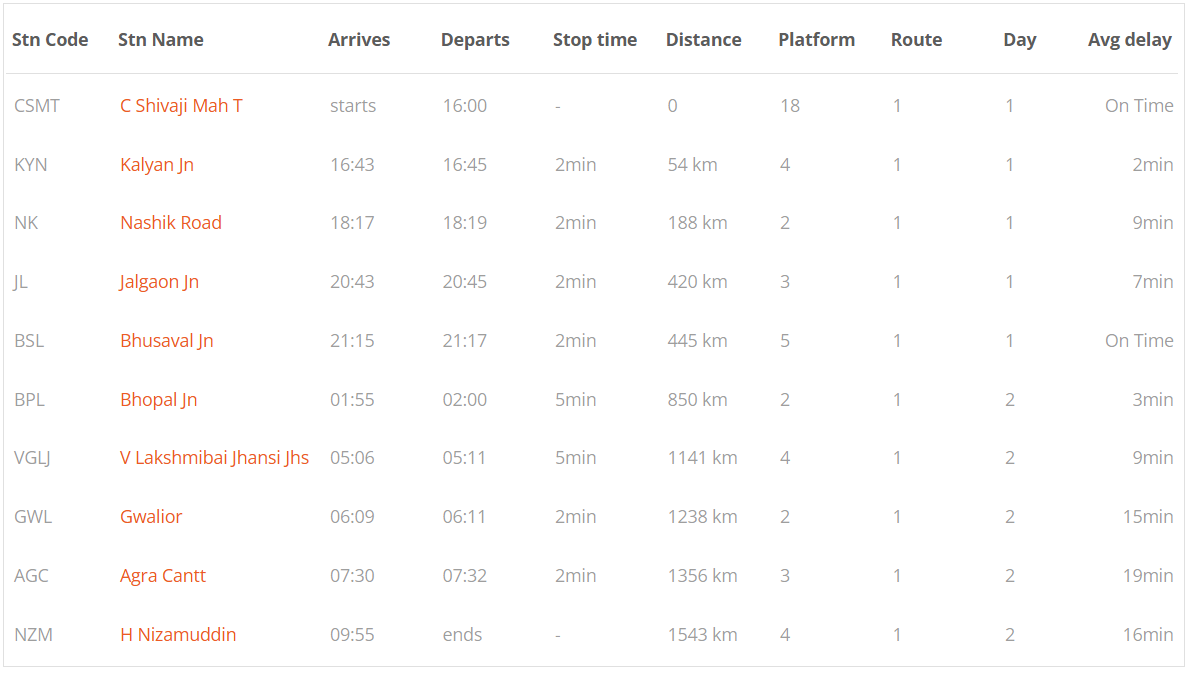 Stn Code Stn Name Arrives Departs Stop time Distance Platform Route Day Avg delay
CSMT C Shivaji Mah T starts 16:00 - 0 18 1 1 On Time
KYN Kalyan Jn 16:43 16:45 2min 54 km 4 1 1 2min
NK Nashik Road 18:17 18:19 2min 188 km 2 1 1 9min
JL Jalgaon Jn 20:43 20:45 2min 420 km 3 1 1 7min
BSL Bhusaval Jn 21:15 21:17 2min 445 km 5 1 1 On Time
BPL Bhopal Jn 01:55 02:00 5min 850 km 2 1 2 3min
VGLJ V Lakshmibai Jhansi Jhs 05:06 05:11 5min 1141 km 4 1 2 9min
GWL Gwalior 06:09 06:11 2min 1238 km 2 1 2 15min
AGC Agra Cantt 07:30 07:32 2min 1356 km 3 1 2 19min
NZM H Nizamuddin 09:55 ends - 1543 km 4 1 2 16min